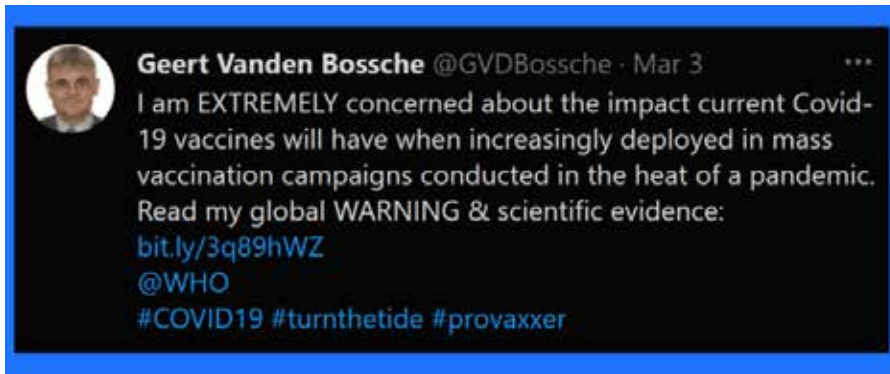 Geert Vanden Bossche @GVDBossche · Mar 3 ···
I am EXTREMELY concerned about the impact current Covid-
19 vaccines will have when increasingly deployed in mass
vaccination campaigns conducted in the heat of a pandemic.
Read my global WARNING & scientific evidence:
bit.ly/3q89hWZ
@WHO
#COVID19 #turnthetide #provaxxer